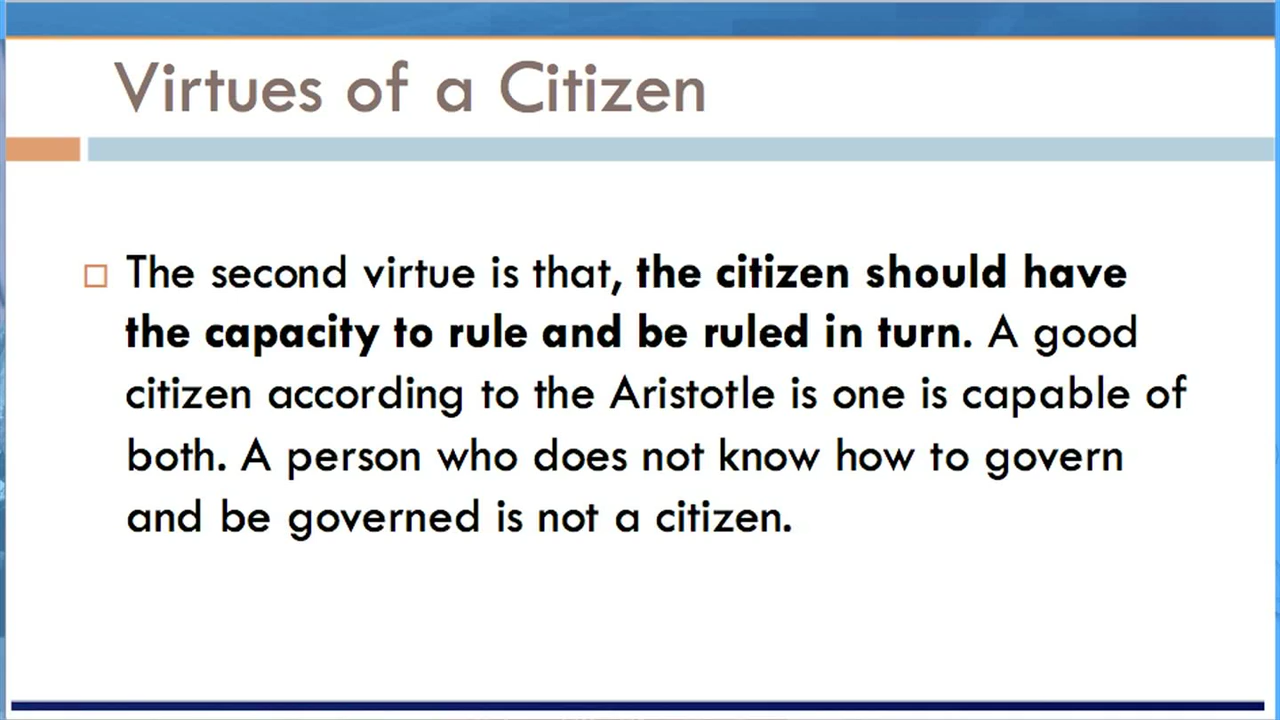 Virtues of a Citizen
The second virtue is that, the citizen should have
the capacity to rule and be ruled in turn. A good
citizen according to the Aristotle is one is capable of
both. A person who does not know how to govern
and be governed is not a citizen.